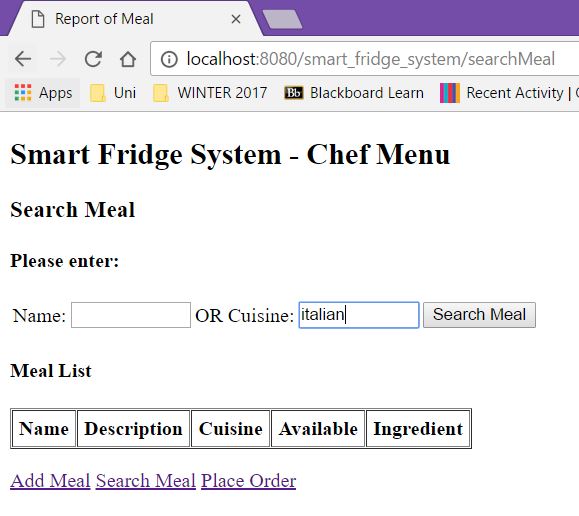 Report of Meal
localhost:8080/smart_fridge_system/searchMeal
Apps Uni WINTER 2017 Bb Blackboard Learn Recent Activity |
Smart Fridge System - Chef Menu
Search Meal
Please enter:
Name: OR Cuisine: italian Search Meal
Meal List
Name Description Cuisine Available Ingredient
Add Meal Search Meal Place Order